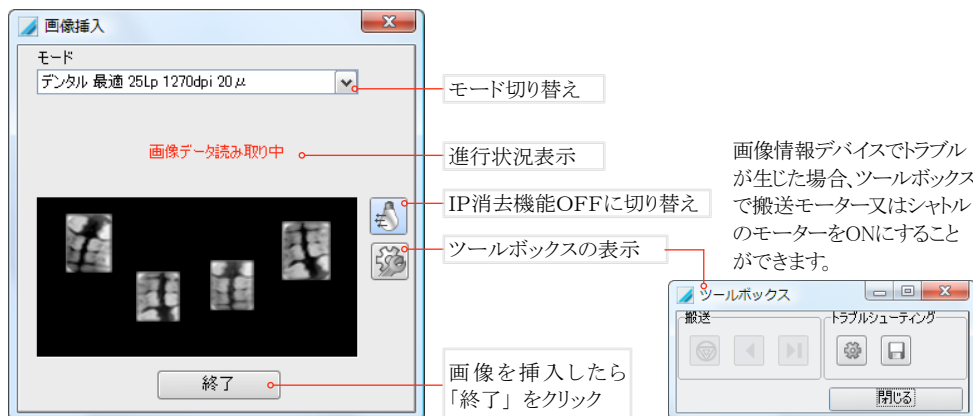 画像挿入
モード
デンタル 最適 25Lp 1270dpi 20μ
画像データ読み取り中
終了
モード切り替え
進行状況表示
IP消去機能OFFに切り替え
ツールボックスの表示
画像を挿入したら
「終了」をクリック
画像情報デバイスでトラブル
が生じた場合、ツールボックス
で搬送モーター又はシャトル
のモーターをONにすること
ができます。
ツールボックス
搬送
トラブルシューティング
閉じる